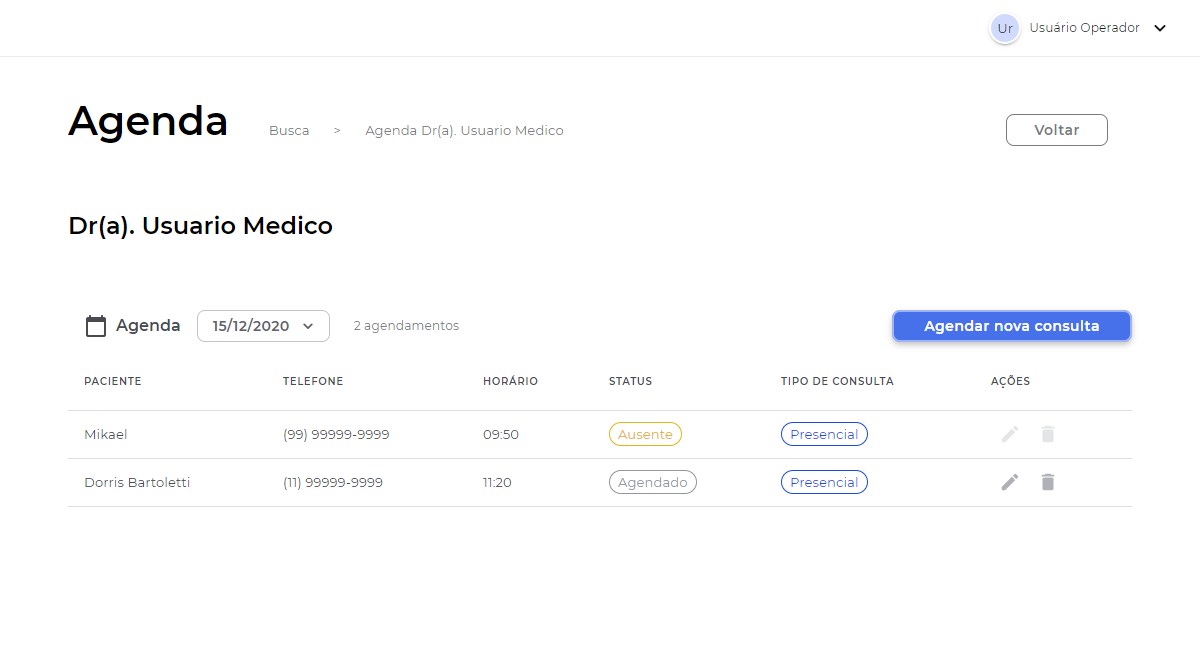 Ur Usuário Operador
Agenda Busca > Agenda Dr(a). Usuario Medico Voltar
Dr(a). Usuario Medico
Agenda 15/12/2020 2 agendamentos Agendar nova consulta
PACIENTE TELEFONE HORÁRIO STATUS TIPO DE CONSULTA AÇÕES
Mikael (99) 99999-9999 09:50 Ausente Presencial
Dorris Bartoletti (11) 99999-9999 11:20 Agendado Presencial